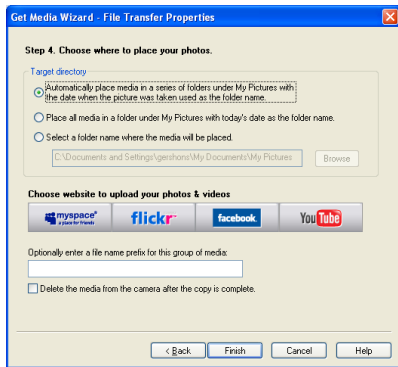 Get Media Wizard - File Transfer Properties
Step 4. Choose where to place your photos.
Target directory
Automatically place media in a series of folders under My Pictures with
the date when the picture was taken used as the folder name.
Place all media in a folder under My Pictures with today's date as the folder name.
Select a folder name where the media will be placed.
C:\Documents and Settings\gershons\My Documents\My Pictures
Browse
Choose website to upload your photos & videos
myspace
a place for friends
flickr
facebook
YouTube
Optionally enter a file name prefix for this group of media:
Delete the media from the camera after the copy is complete.
< Back
Finish
Cancel
Help